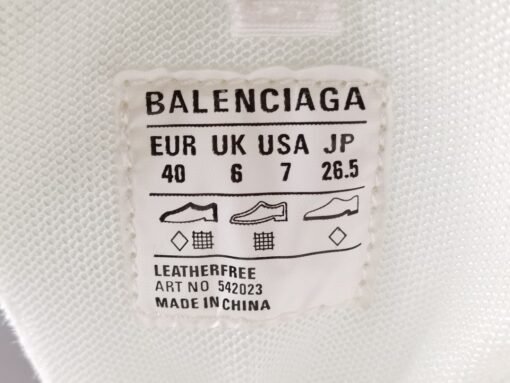 BALENCIAGA
EUR UK USA JP
40 6 7 26.5
LEATHERFREE
ART NO 542023
MADE IN CHINA